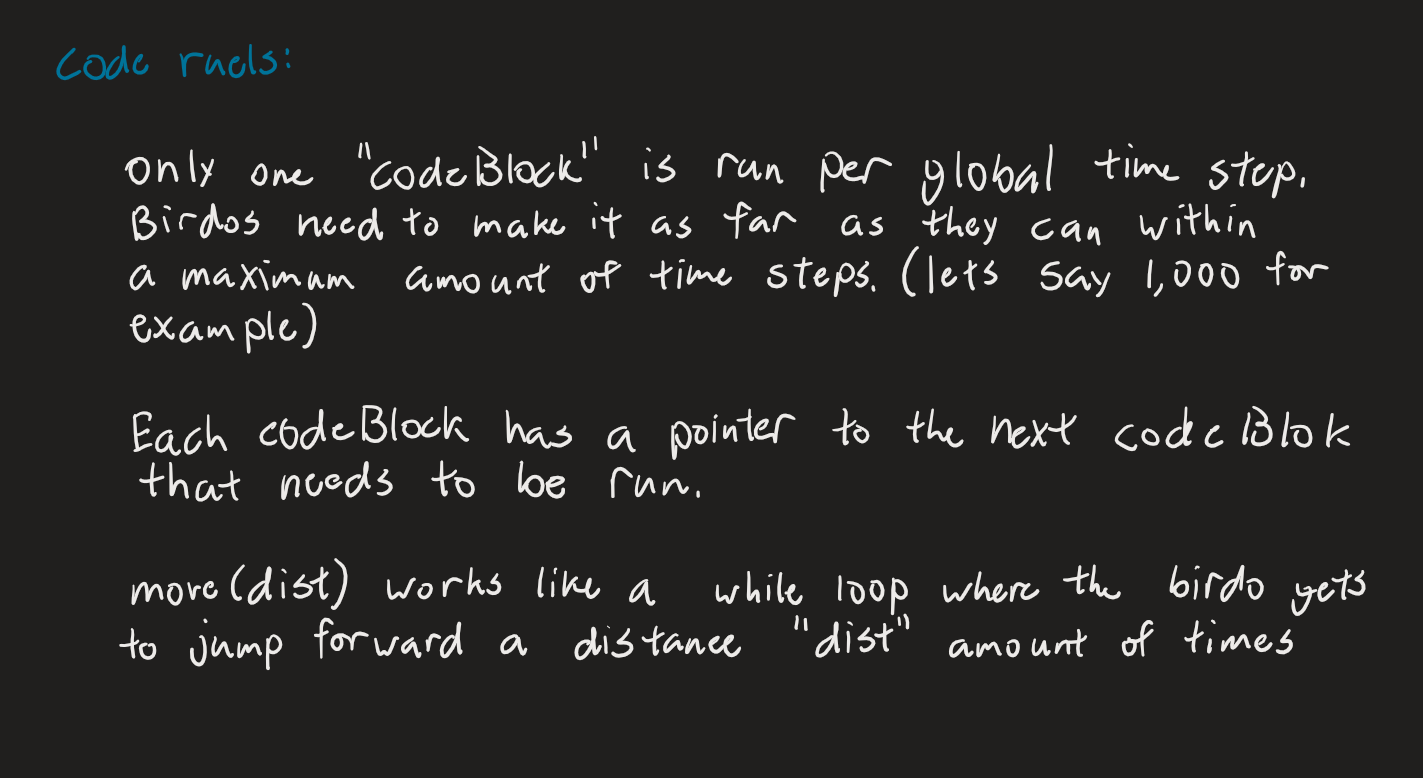 Code ruels:
only one "codeBlock" is run per global time step.
Birdos need to make it as far as they can within
a maximum amount of time steps. (lets say 1,000 for
example)
Each codeBlock has a pointer to the next codeBlok
that needs to be run.
move(dist) works like a while loop where the birdo gets
to jump forward a distance "dist" amount of times